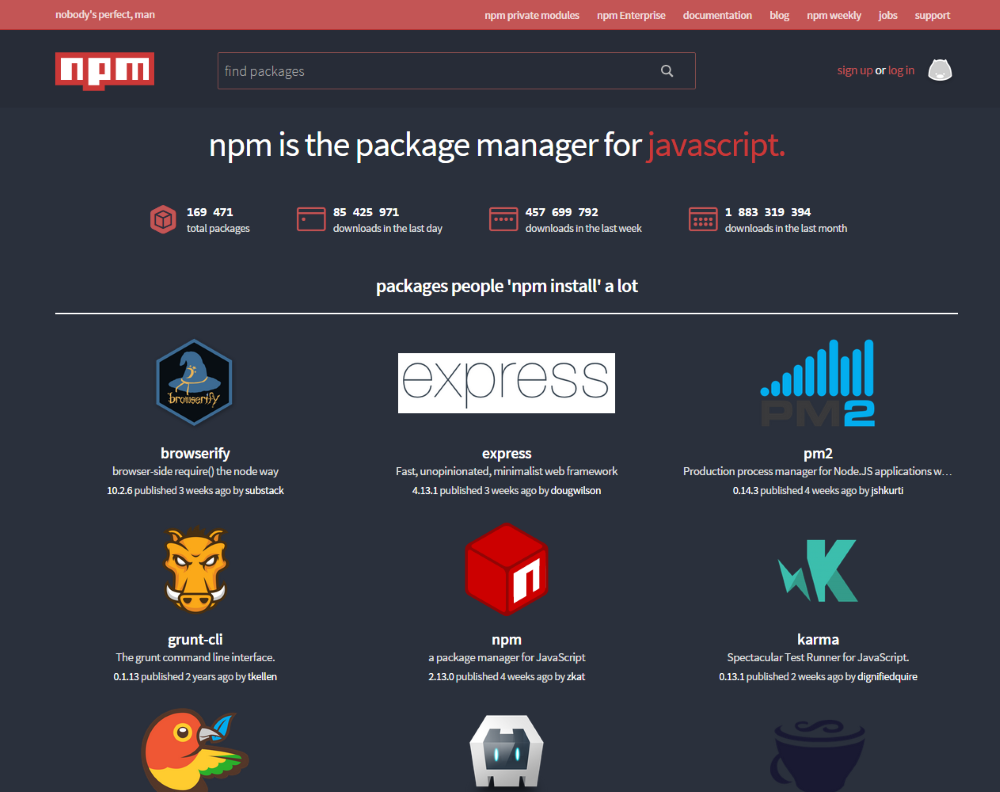 nobody's perfect, man
npm private modules npm Enterprise documentation blog npm weekly jobs support
npm
find packages
sign up or log in
npm is the package manager for javascript.
169 471
total packages
85 425 971
downloads in the last day
457 699 792
downloads in the last week
1 883 319 394
downloads in the last month
packages people 'npm install' a lot
browserify
express
PM2
browserify
browser-side require() the node way
10.2.6 published 3 weeks ago by substack
express
Fast, unopinionated, minimalist web framework
4.13.1 published 3 weeks ago by dougwilson
pm2
Production process manager for Node.JS applications w…
0.14.3 published 4 weeks ago by jshkurti
n
K
grunt-cli
The grunt command line interface.
0.1.13 published 2 years ago by tkellen
npm
a package manager for JavaScript
2.13.0 published 4 weeks ago by zkat
karma
Spectacular Test Runner for JavaScript.
0.13.1 published 2 weeks ago by dignifiedquire